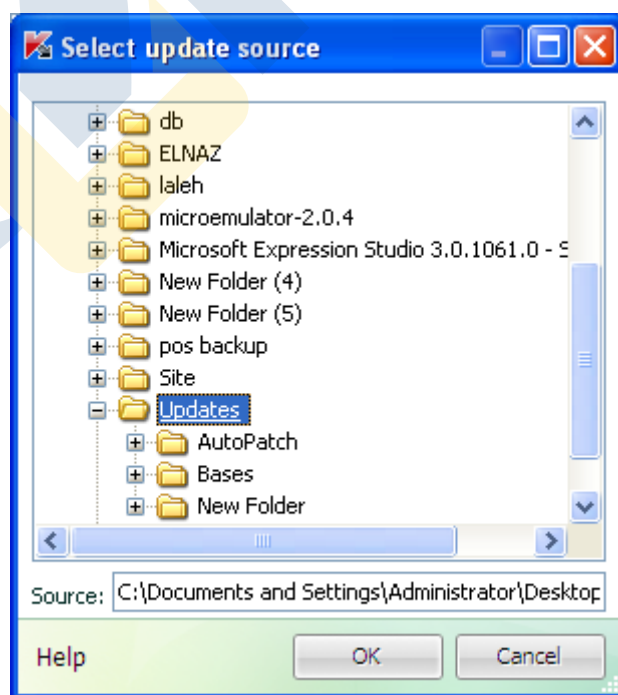 Select update source
db
ELNAZ
laleh
microemulator-2.0.4
Microsoft Expression Studio 3.0.1061.0 - S
New Folder (4)
New Folder (5)
pos backup
Site
Updates
AutoPatch
Bases
New Folder
Source: C:\Documents and Settings\Administrator\Desktop
Help OK Cancel